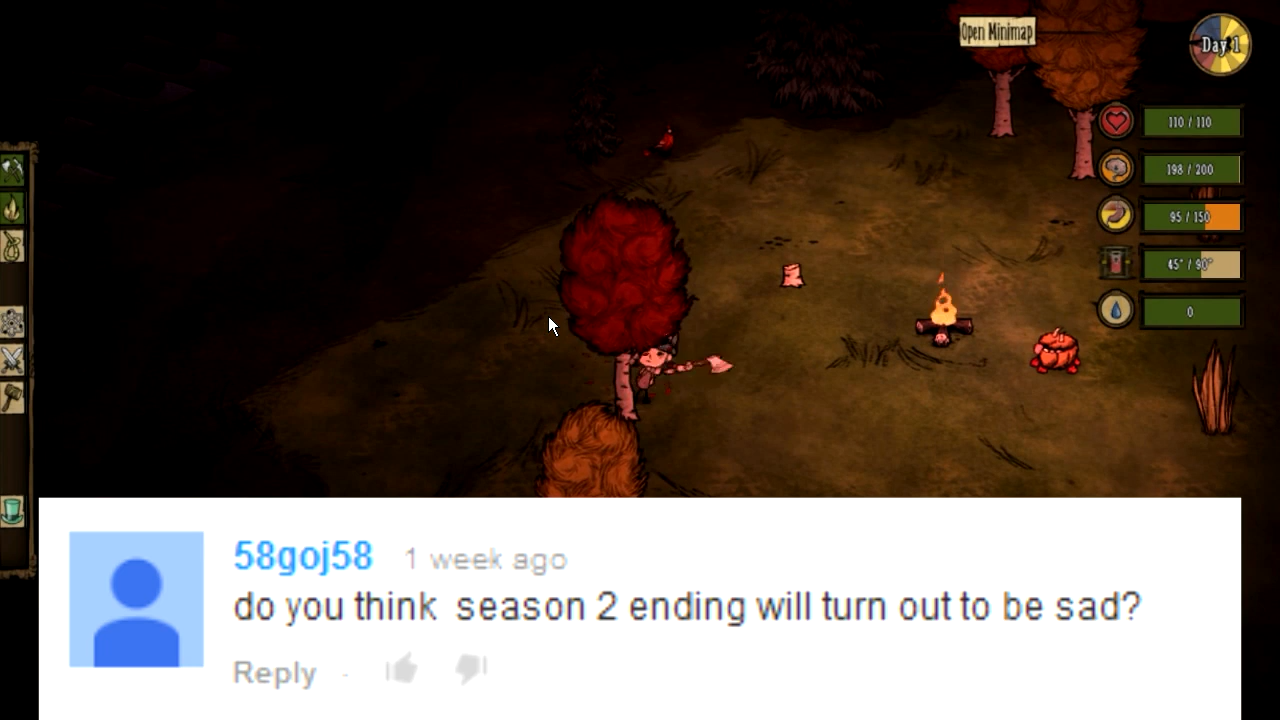 Open Minimap
Day 1
110 / 110
198 / 200
95 / 150
45° / 90°
0
58goj58 1 week ago
do you think season 2 ending will turn out to be sad?
Reply ·